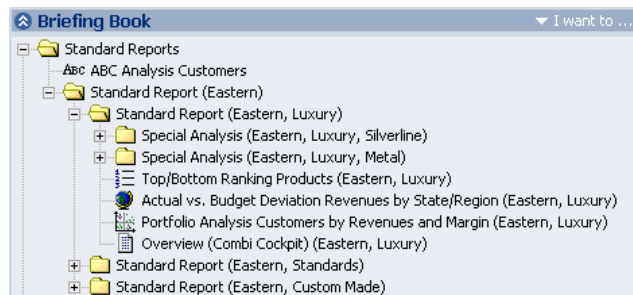 Briefing Book
I want to ...
Standard Reports
ABC ABC Analysis Customers
Standard Report (Eastern)
Standard Report (Eastern, Luxury)
Special Analysis (Eastern, Luxury, Silverline)
Special Analysis (Eastern, Luxury, Metal)
Top/Bottom Ranking Products (Eastern, Luxury)
Actual vs. Budget Deviation Revenues by State/Region (Eastern, Luxury)
Portfolio Analysis Customers by Revenues and Margin (Eastern, Luxury)
Overview (Combi Cockpit) (Eastern, Luxury)
Standard Report (Eastern, Standards)
Standard Report (Eastern, Custom Made)